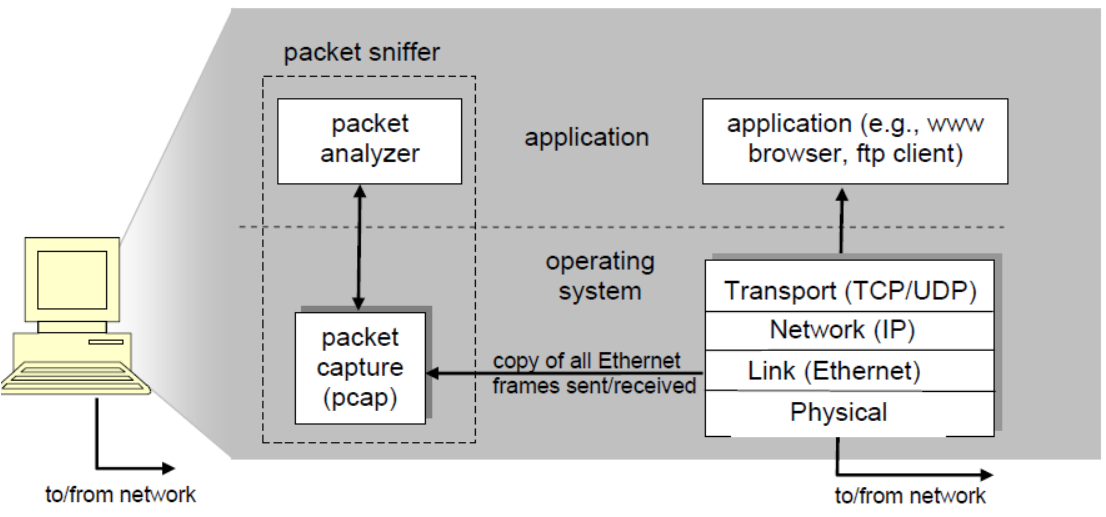 packet sniffer
packet
analyzer
application
application (e.g., www
browser, ftp client)
operating
system
packet
capture
(pcap)
copy of all Ethernet
frames sent/received
Transport (TCP/UDP)
Network (IP)
Link (Ethernet)
Physical
to/from network
to/from network